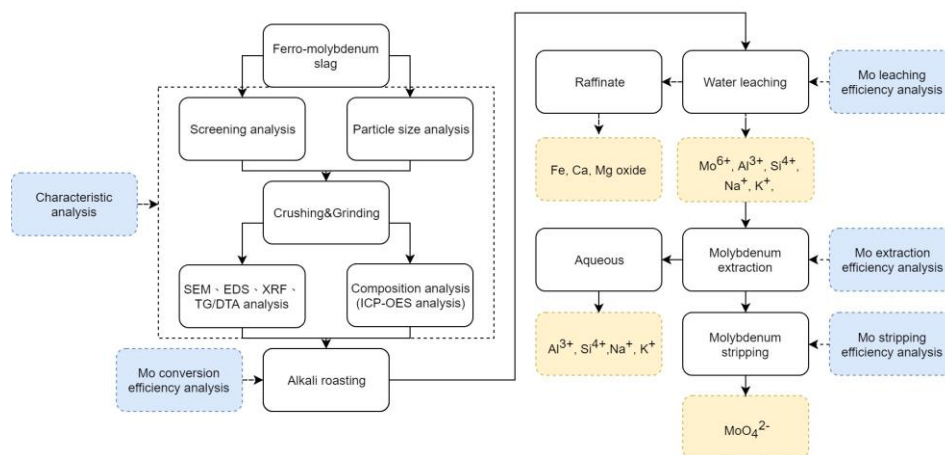 Ferro-molybdenum
slag
Screening analysis
Particle size analysis
Characteristic
analysis
Crushing&Grinding
SEM、EDS、XRF、
TG/DTA analysis
Composition analysis
(ICP-OES analysis)
Mo conversion
efficiency analysis
Alkali roasting
Raffinate
Water leaching
Mo leaching
efficiency analysis
Fe, Ca, Mg oxide
Mo6+, Al3+, Si4+,
Na+, K+,
Aqueous
Molybdenum
extraction
Mo extraction
efficiency analysis
Al3+, Si4+,Na+, K+
Molybdenum
stripping
Mo stripping
efficiency analysis
MoO42-